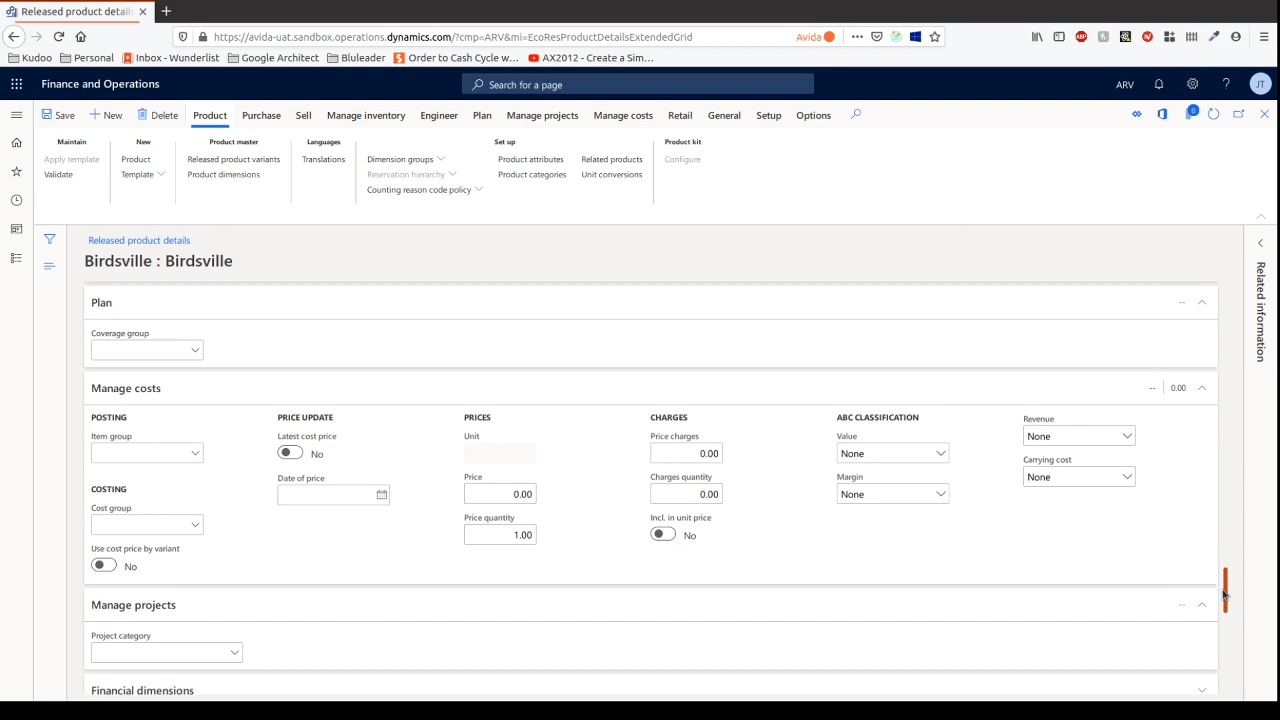 Released product details
https://avida-uat.sandbox.operations.dynamics.com/?cmp=ARV&mi=EcoResProductDetailsExtendedGrid
Avida
Kudoo Personal Inbox - Wunderlist Google Architect Bluleader Order to Cash Cycle w... AX2012 - Create a Sim...
Finance and Operations Search for a page ARV ? JT
Save New Delete Product Purchase Sell Manage inventory Engineer Plan Manage projects Manage costs Retail General Setup Options 0
Maintain New Product master Languages Set up Product kit
Apply template Product Released product variants Translations Dimension groups Product attributes Related products Configure
Validate Template Product dimensions Reservation hierarchy Product categories Unit conversions
Counting reason code policy
Released product details
Birdsville : Birdsville
Related information
Plan --
Coverage group
Manage costs -- 0.00
POSTING PRICE UPDATE PRICES CHARGES ABC CLASSIFICATION Revenue
Item group Latest cost price Unit Price charges Value None
No 0.00 None Carrying cost
COSTING Date of price Price Charges quantity Margin None
0.00 0.00 None
Cost group Price quantity Incl. in unit price
1.00 No
Use cost price by variant
No
Manage projects --
Project category
Financial dimensions